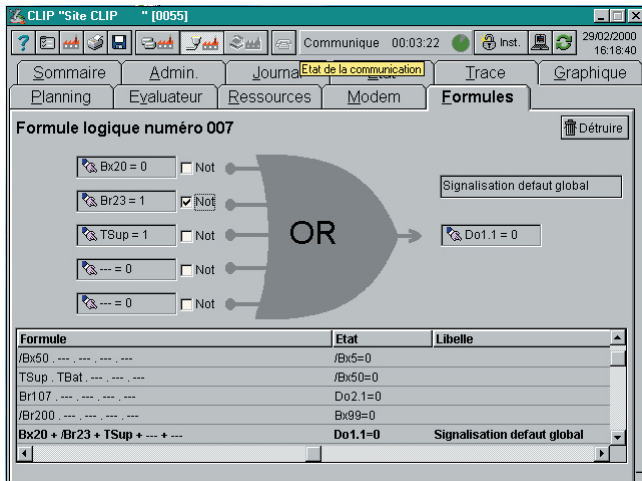 CLIP "Site CLIP " [0055]
Communique 00:03:22
Inst.
29/02/2000
16:18:40
Sommaire Admin. Journa Trace Graphique
Etat de la communication
Planning Evaluateur Ressources Modem Formules
Formule logique numéro 007
Détruire
Bx20 = 0 Not
Br23 = 1 Not
Signalisation defaut global
TSup = 1 Not
OR
Do1.1 = 0
--- = 0 Not
--- = 0 Not
Formule Etat Libelle
/Bx50 . --- . --- . --- . --- /Bx5=0
TSup . TBat . --- . --- . --- /Bx50=0
Br107 . --- . --- . --- . --- Do2.1=0
/Br200 . --- . --- . --- . --- Bx99=0
Bx20 + /Br23 + TSup + --- + --- Do1.1=0 Signalisation defaut global